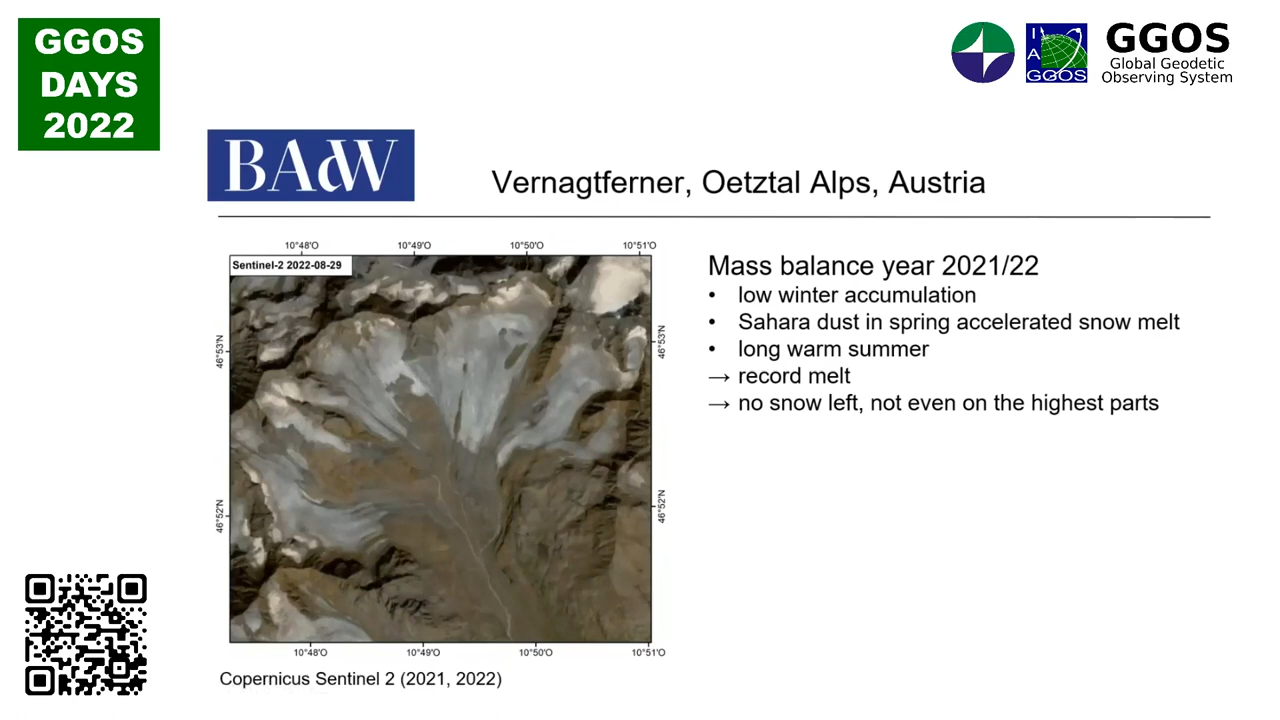 GGOS
DAYS
2022
I
A
G
GGOS
GGOS
Global Geodetic
Observing System
BAdW
Vernagtferner, Oetztal Alps, Austria
10°48'O 10°49'O 10°50'O 10°51'O
Sentinel-2 2022-08-29
46°53'N
46°53'N
46°52'N
46°52'N
10°48'O 10°49'O 10°50'O 10°51'O
Copernicus Sentinel 2 (2021, 2022)
Mass balance year 2021/22
• low winter accumulation
• Sahara dust in spring accelerated snow melt
• long warm summer
→ record melt
→ no snow left, not even on the highest parts